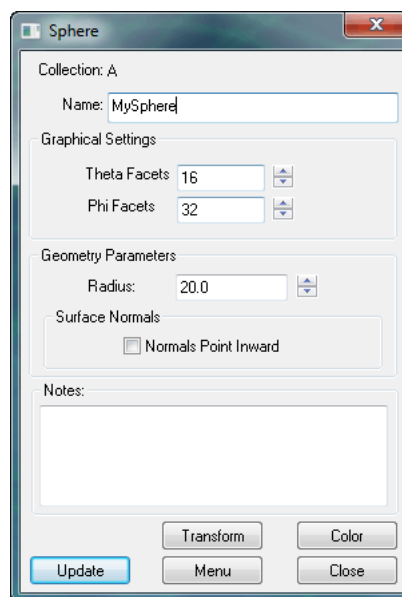 Sphere
Collection: A
Name: MySphere
Graphical Settings
Theta Facets 16
Phi Facets 32
Geometry Parameters
Radius: 20.0
Surface Normals
Normals Point Inward
Notes:
Transform Color
Update Menu Close